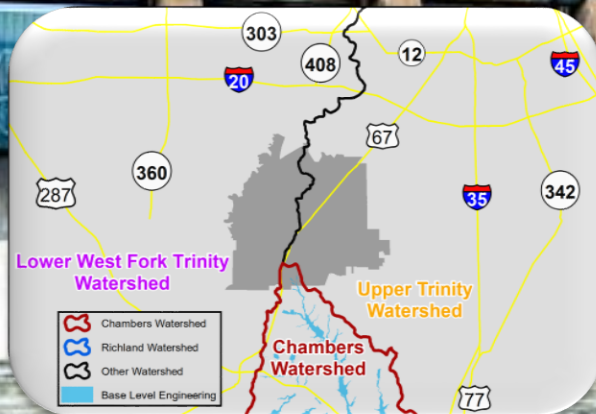 303
408
12
45
20
67
360
287
35
342
Lower West Fork Trinity
Watershed
Upper Trinity
Watershed
Chambers Watershed
Richland Watershed
Other Watershed
Base Level Engineering
Chambers
Watershed
77